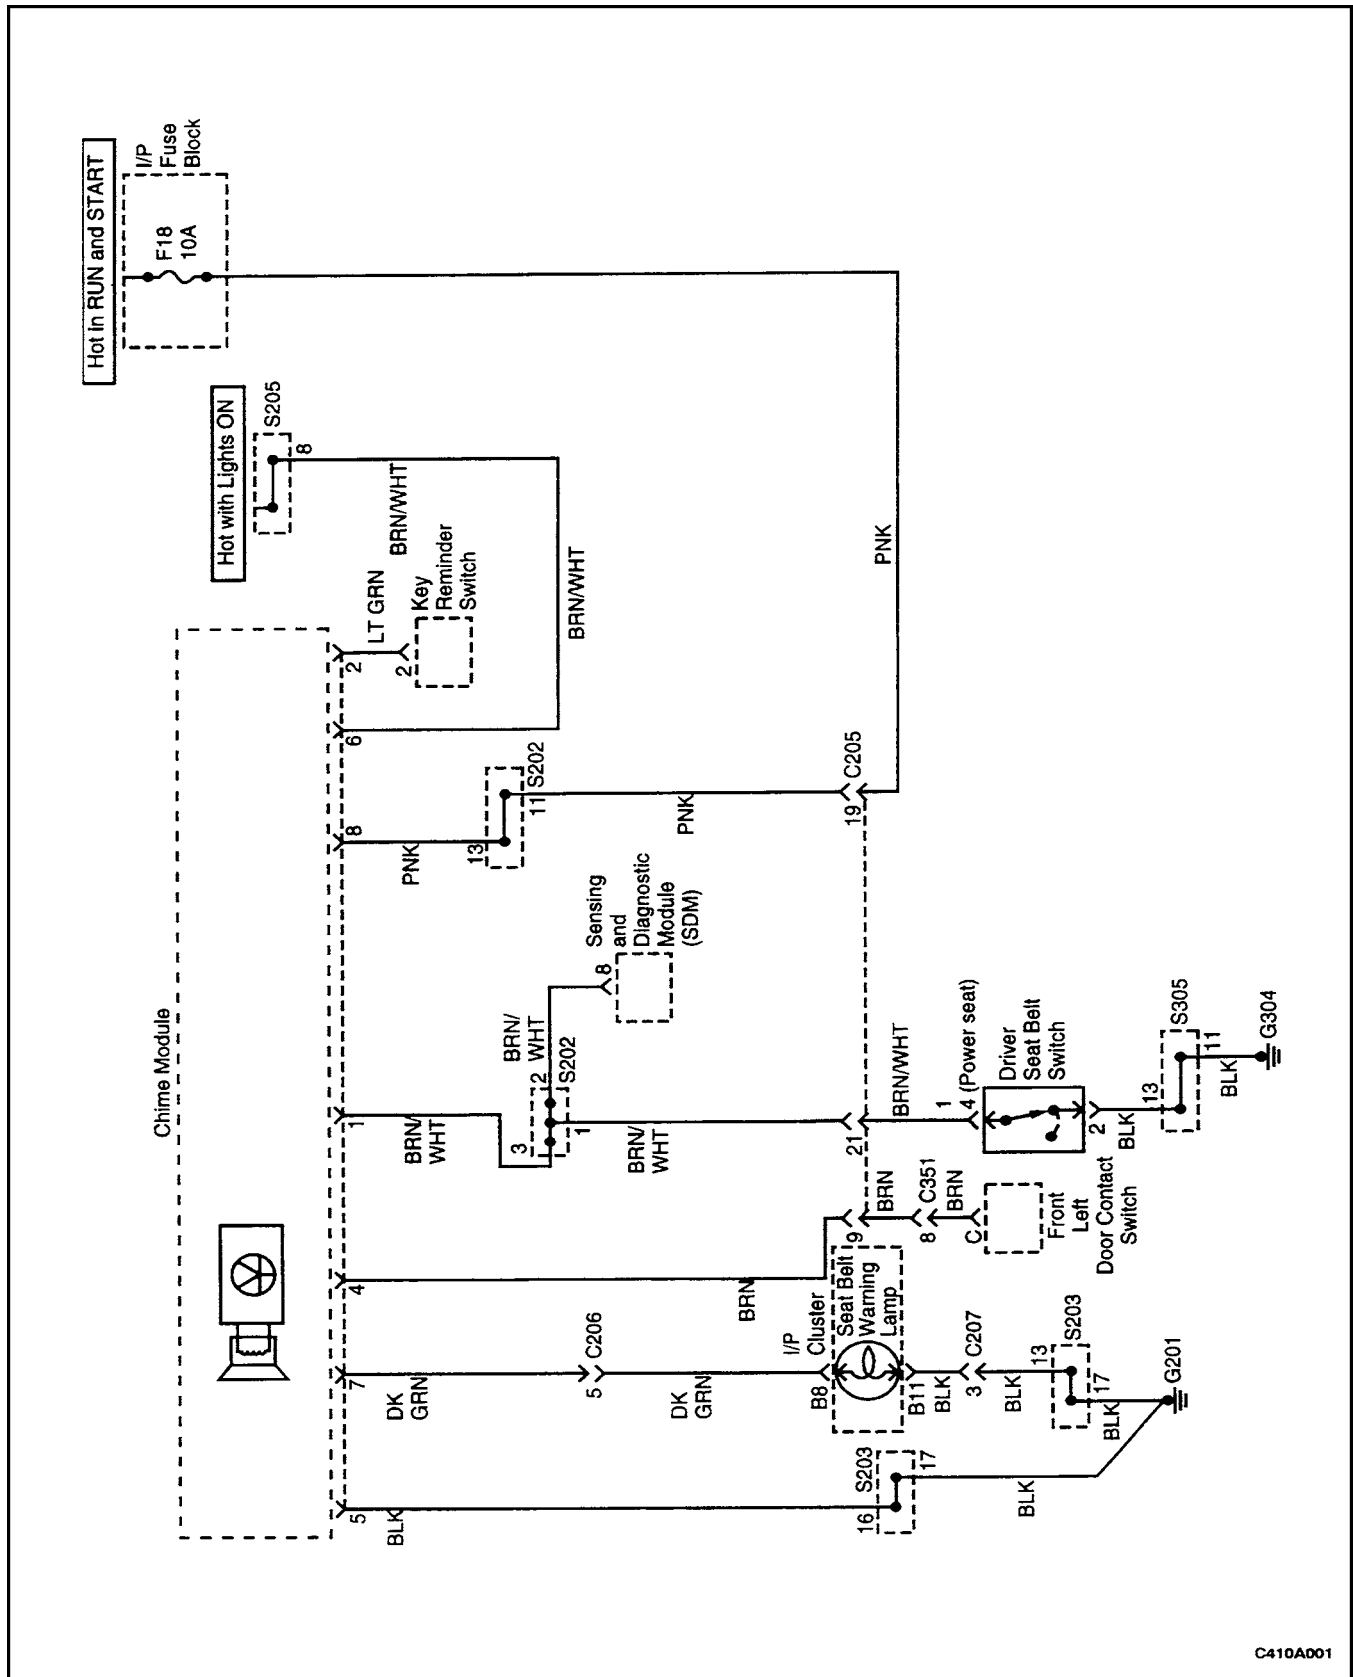 Hot in RUN and START
I/P
Fuse
Block
F18
10A
Hot with Lights ON
S205
8
BRN/WHT
BRN/WHT
Chime Module
2
LT GRN
2
Key
Reminder
Switch
6
8
PNK
13
S202
11
PNK
19
C205
PNK
1
BRN/
WHT
3
BRN/
WHT
2
S202
1
8
Sensing
and
Diagnostic
Module
(SDM)
BRN/
WHT
21
BRN/WHT
1
4 (Power seat)
Driver
Seat Belt
Switch
2
BLK
13
S305
11
BLK
G304
4
BRN
9
BRN
8
C351
BRN
C
Front
Left
Door Contact
Switch
7
DK
GRN
5
C206
DK
GRN
B8
I/P
Cluster
Seat Belt
Warning
Lamp
B11
BLK
3
C207
BLK
13
S203
17
BLK
G201
5
BLK
16
S203
17
BLK
C410A001